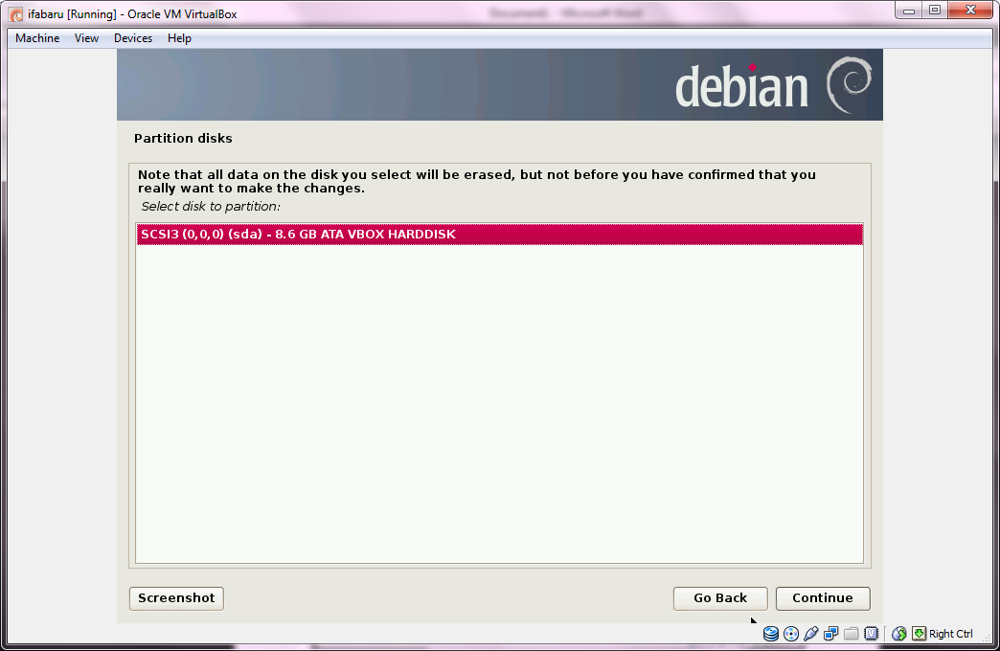 ifabaru [Running] - Oracle VM VirtualBox
Machine View Devices Help
debian
Partition disks
Note that all data on the disk you select will be erased, but not before you have confirmed that you
really want to make the changes.
Select disk to partition:
SCSI3 (0,0,0) (sda) - 8.6 GB ATA VBOX HARDDISK
Screenshot Go Back Continue
Right Ctrl